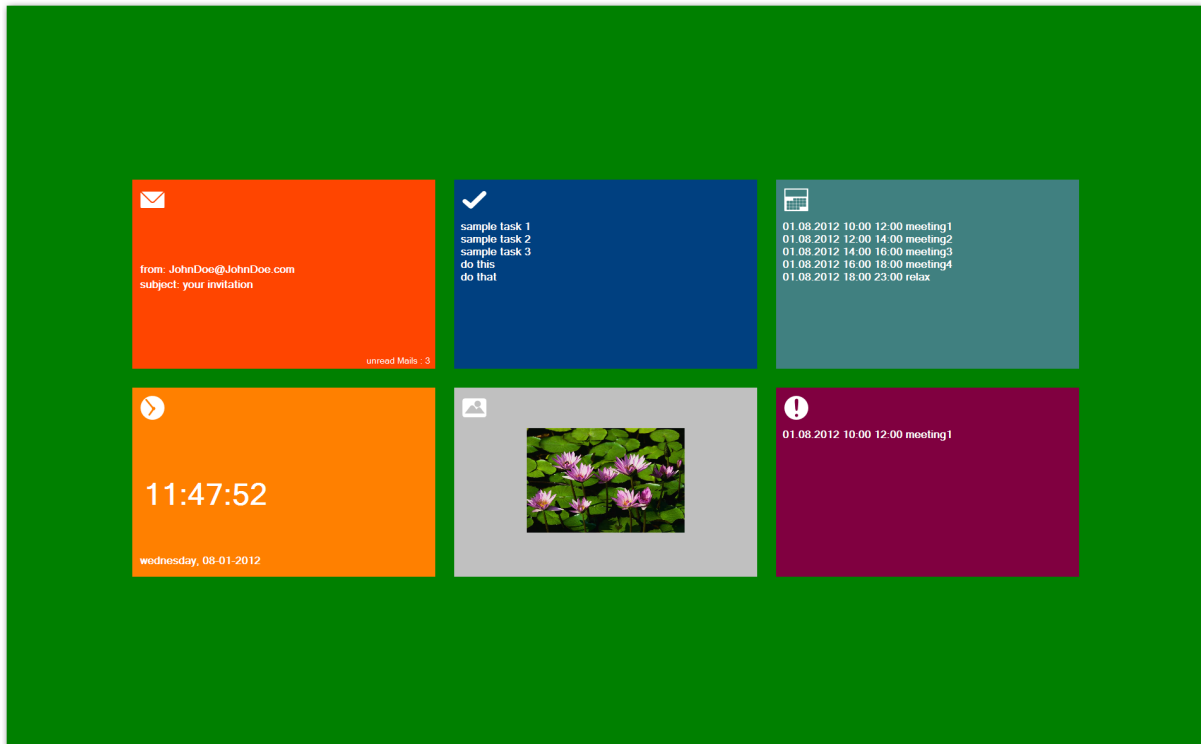 from: JohnDoe@JohnDoe.com
subject: your invitation
unread Mails : 3
sample task 1
sample task 2
sample task 3
do this
do that
01.08.2012 10:00 12:00 meeting1
01.08.2012 12:00 14:00 meeting2
01.08.2012 14:00 16:00 meeting3
01.08.2012 16:00 18:00 meeting4
01.08.2012 18:00 23:00 relax
11:47:52
wednesday, 08-01-2012
01.08.2012 10:00 12:00 meeting1